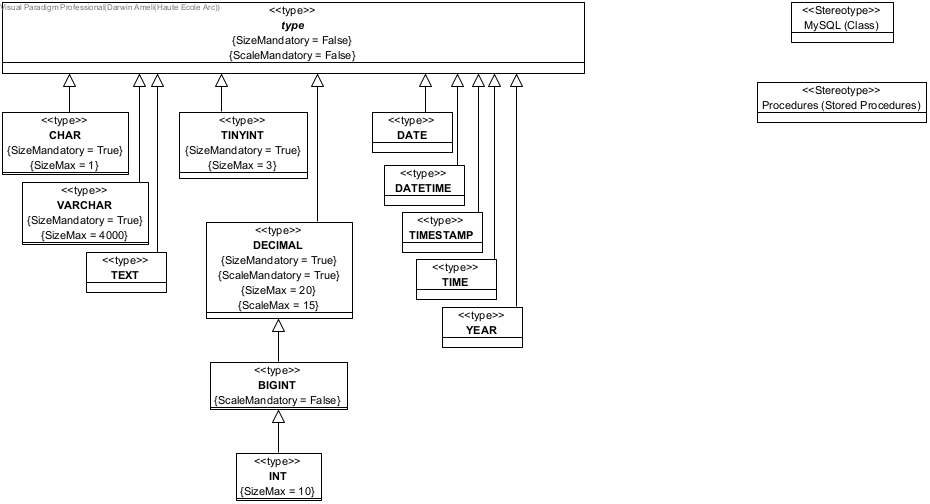 Visual Paradigm Professional(Darwin Ameli(Haute Ecole Arc))
<<type>>
type
{SizeMandatory = False}
{ScaleMandatory = False}
<<Stereotype>>
MySQL (Class)
<<Stereotype>>
Procedures (Stored Procedures)
<<type>>
CHAR
{SizeMandatory = True}
{SizeMax = 1}
<<type>>
VARCHAR
{SizeMandatory = True}
{SizeMax = 4000}
<<type>>
TEXT
<<type>>
TINYINT
{SizeMandatory = True}
{SizeMax = 3}
<<type>>
DECIMAL
{SizeMandatory = True}
{ScaleMandatory = True}
{SizeMax = 20}
{ScaleMax = 15}
<<type>>
BIGINT
{ScaleMandatory = False}
<<type>>
INT
{SizeMax = 10}
<<type>>
DATE
<<type>>
DATETIME
<<type>>
TIMESTAMP
<<type>>
TIME
<<type>>
YEAR